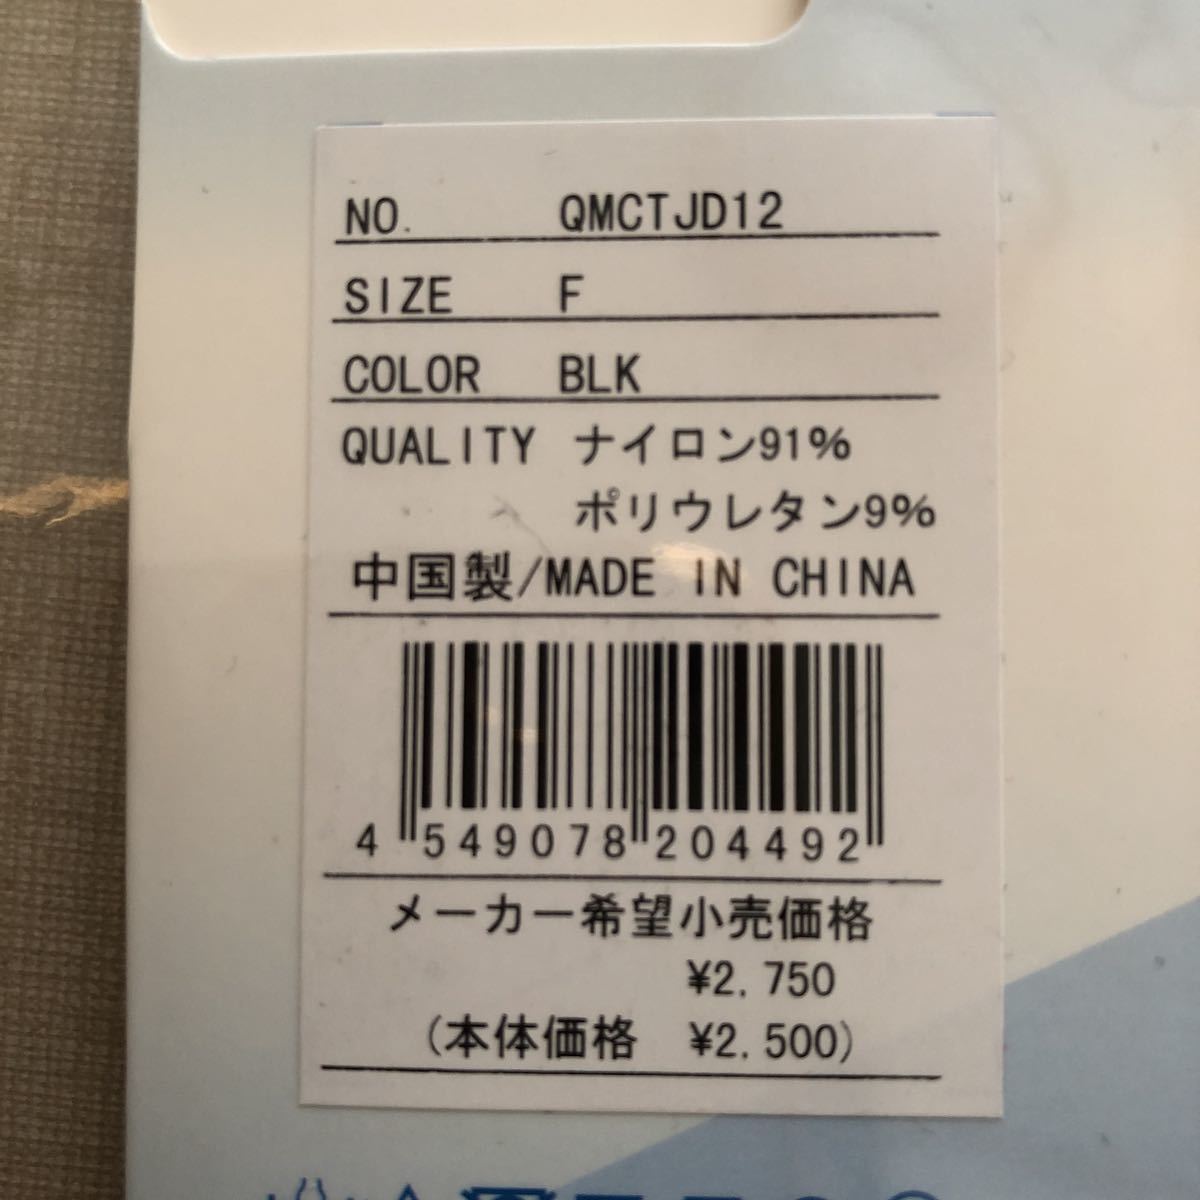 NO. QMCTJD12
SIZE F
COLOR BLK
QUALITY ナイロン91%
ポリウレタン9%
中国製/MADE IN CHINA
4 549078 204492
メーカー希望小売価格
¥2,750
(本体価格 ¥2,500)